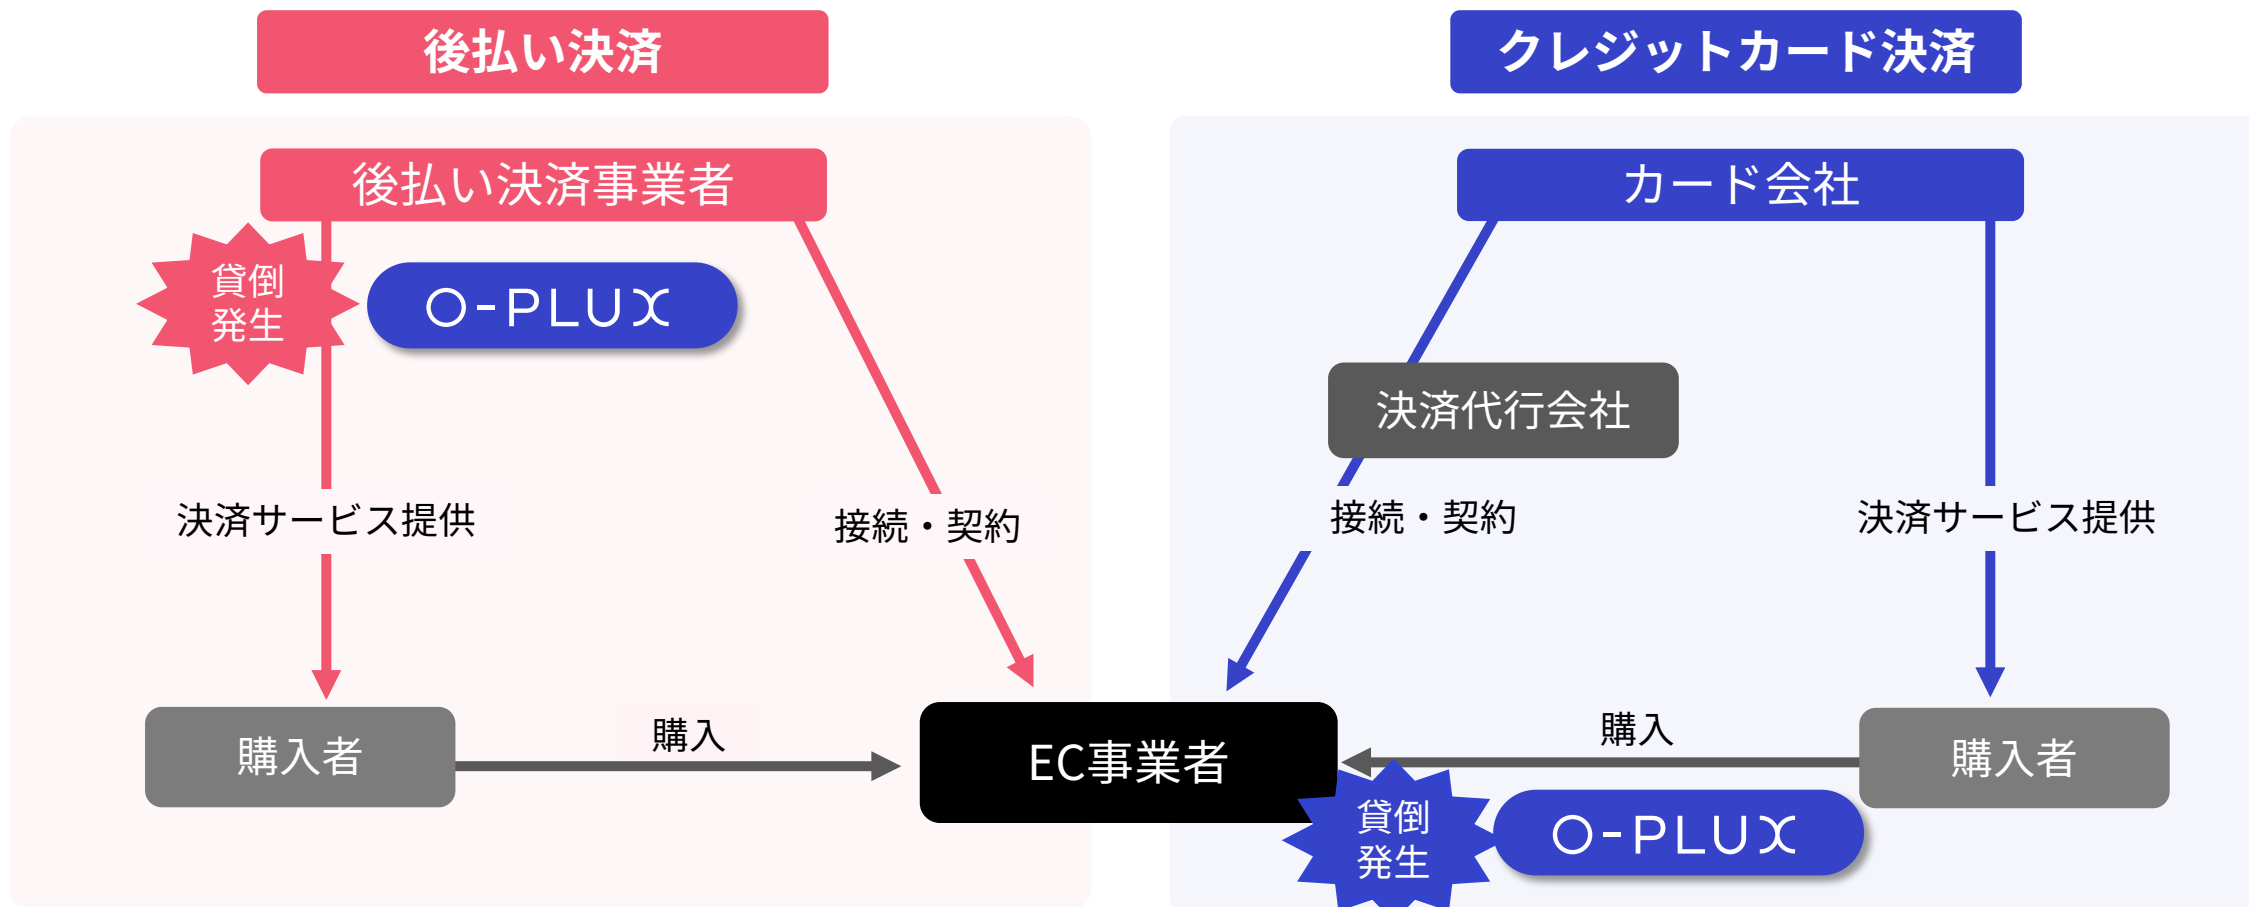 後払い決済
クレジットカード決済
後払い決済事業者
カード会社
貸倒
発生
O-PLUX
決済代行会社
決済サービス提供
接続・契約
接続・契約
決済サービス提供
購入者
購入
EC事業者
購入
購入者
貸倒
発生
O-PLUX